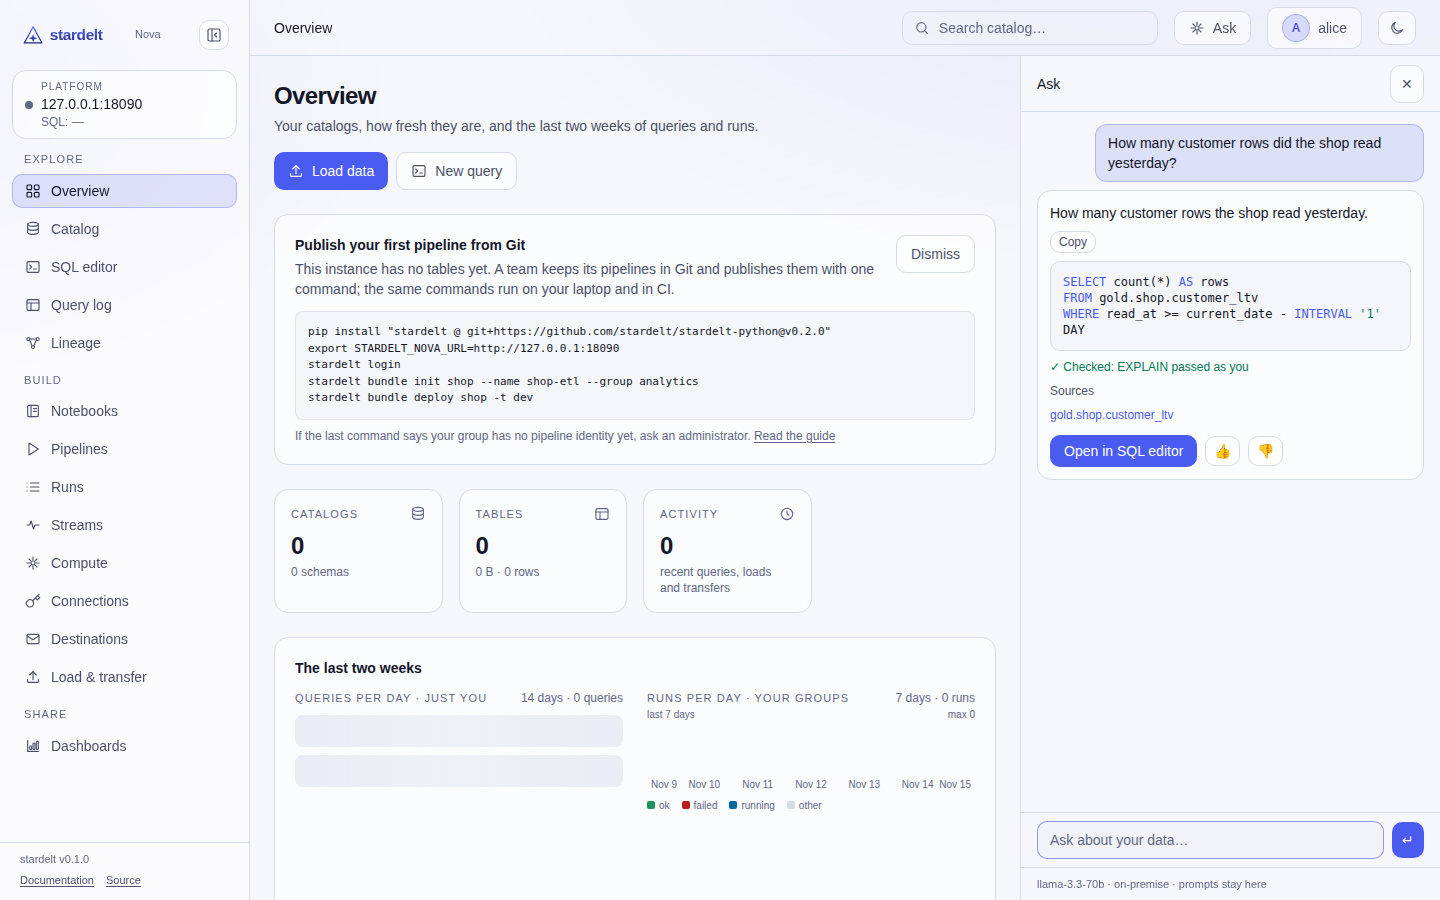 stardelt
Nova
PLATFORM
127.0.0.1:18090
SQL: —
EXPLORE
Overview
Catalog
SQL editor
Query log
Lineage
BUILD
Notebooks
Pipelines
Runs
Streams
Compute
Connections
Destinations
Load & transfer
SHARE
Dashboards
stardelt v0.1.0
Documentation Source
Overview
Search catalog…
Ask
A alice
Overview
Your catalogs, how fresh they are, and the last two weeks of queries and runs.
Load data
New query
Publish your first pipeline from Git
Dismiss
This instance has no tables yet. A team keeps its pipelines in Git and publishes them with one
command; the same commands run on your laptop and in CI.
pip install "stardelt @ git+https://github.com/stardelt/stardelt-python@v0.2.0"
export STARDELT_NOVA_URL=http://127.0.0.1:18090
stardelt login
stardelt bundle init shop --name shop-etl --group analytics
stardelt bundle deploy shop -t dev
If the last command says your group has no pipeline identity yet, ask an administrator. Read the guide
CATALOGS
0
0 schemas
TABLES
0
0 B · 0 rows
ACTIVITY
0
recent queries, loads
and transfers
The last two weeks
QUERIES PER DAY · JUST YOU
14 days · 0 queries
RUNS PER DAY · YOUR GROUPS
7 days · 0 runs
last 7 days
max 0
Nov 9 Nov 10 Nov 11 Nov 12 Nov 13 Nov 14 Nov 15
ok failed running other
Ask
✕
How many customer rows did the shop read
yesterday?
How many customer rows the shop read yesterday.
Copy
SELECT count(*) AS rows
FROM gold.shop.customer_ltv
WHERE read_at >= current_date - INTERVAL '1'
DAY
✓ Checked: EXPLAIN passed as you
Sources
gold.shop.customer_ltv
Open in SQL editor
👍
👎
Ask about your data…
↵
llama-3.3-70b · on-premise · prompts stay here